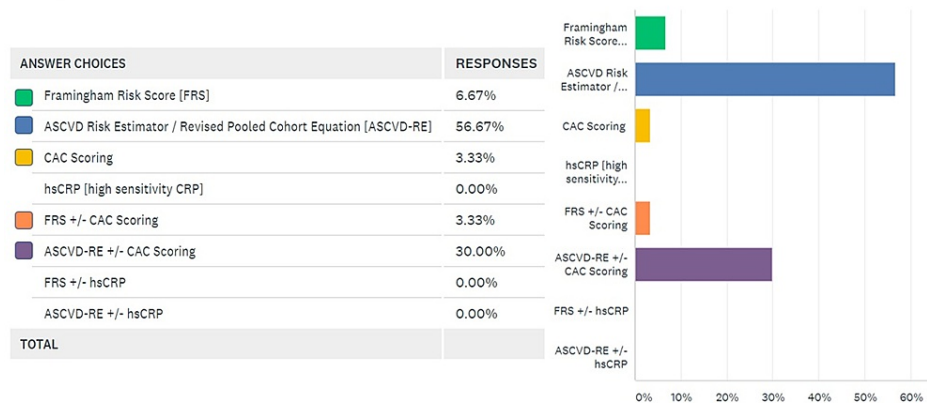 ANSWER CHOICES RESPONSES
Framingham Risk Score [FRS] 6.67%
ASCVD Risk Estimator / Revised Pooled Cohort Equation [ASCVD-RE] 56.67%
CAC Scoring 3.33%
hsCRP [high sensitivity CRP] 0.00%
FRS +/- CAC Scoring 3.33%
ASCVD-RE +/- CAC Scoring 30.00%
FRS +/- hsCRP 0.00%
ASCVD-RE +/- hsCRP 0.00%
TOTAL
Framingham
Risk Score...
ASCVD Risk
Estimator /...
CAC Scoring
hsCRP [high
sensitivity...
FRS +/- CAC
Scoring
ASCVD-RE +/-
CAC Scoring
FRS +/- hsCRP
ASCVD-RE +/-
hsCRP
0% 10% 20% 30% 40% 50% 60%